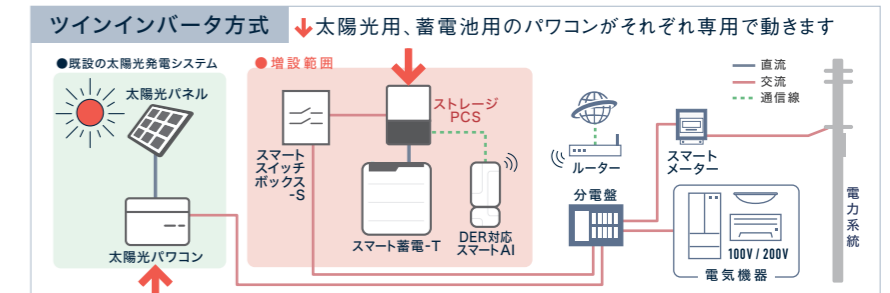 ツインインバータ方式
太陽光用、蓄電池用のパワコンがそれぞれ専用で動きます
●既設の太陽光発電システム
太陽光パネル
太陽光パワコン
●増設範囲
スマート
スイッチ
ボックス
-S
ストレージ
PCS
スマート蓄電-T
DER対応
スマートAI
直流
交流
通信線
ルーター
分電盤
スマート
メーター
100V / 200V
電気機器
電力系統